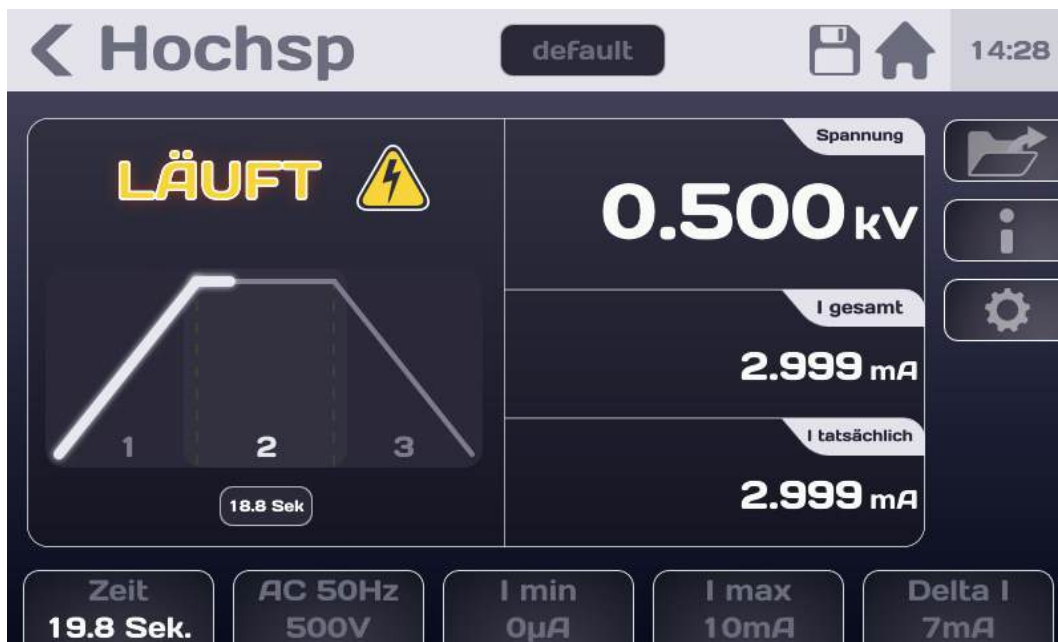 Hochsp
default
14:28
LÄUFT
Spannung
0.500 kV
I gesamt
2.999 mA
I tatsächlich
2.999 mA
1
2
3
18.8 Sek
Zeit
19.8 Sek.
AC 50Hz
500V
I min
0µA
I max
10mA
Delta I
7mA